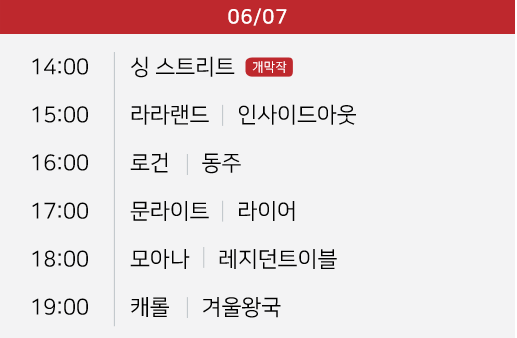 06/07
14:00 싱 스트리트 개막작
15:00 라라랜드 | 인사이드아웃
16:00 로건 | 동주
17:00 문라이트 | 라이어
18:00 모아나 | 레지던트이블
19:00 캐롤 | 겨울왕국